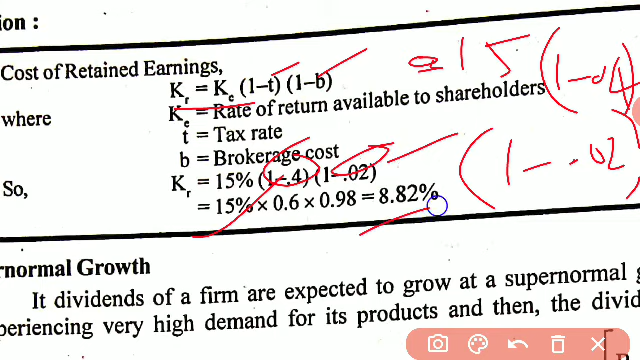 ion :
Cost of Retained Earnings,
K_r = K_e (1–t) (1–b)
where K_e = Rate of return available to shareholders
t = Tax rate
b = Brokerage cost
So, K_r = 15% (1–.4) (1–.02)
= 15% × 0.6 × 0.98 = 8.82%
= 15 (1-.04)
(1-.02)
rnormal Growth
It dividends of a firm are expected to grow at a supernormal g
periencing very high demand for its products and then, the divid